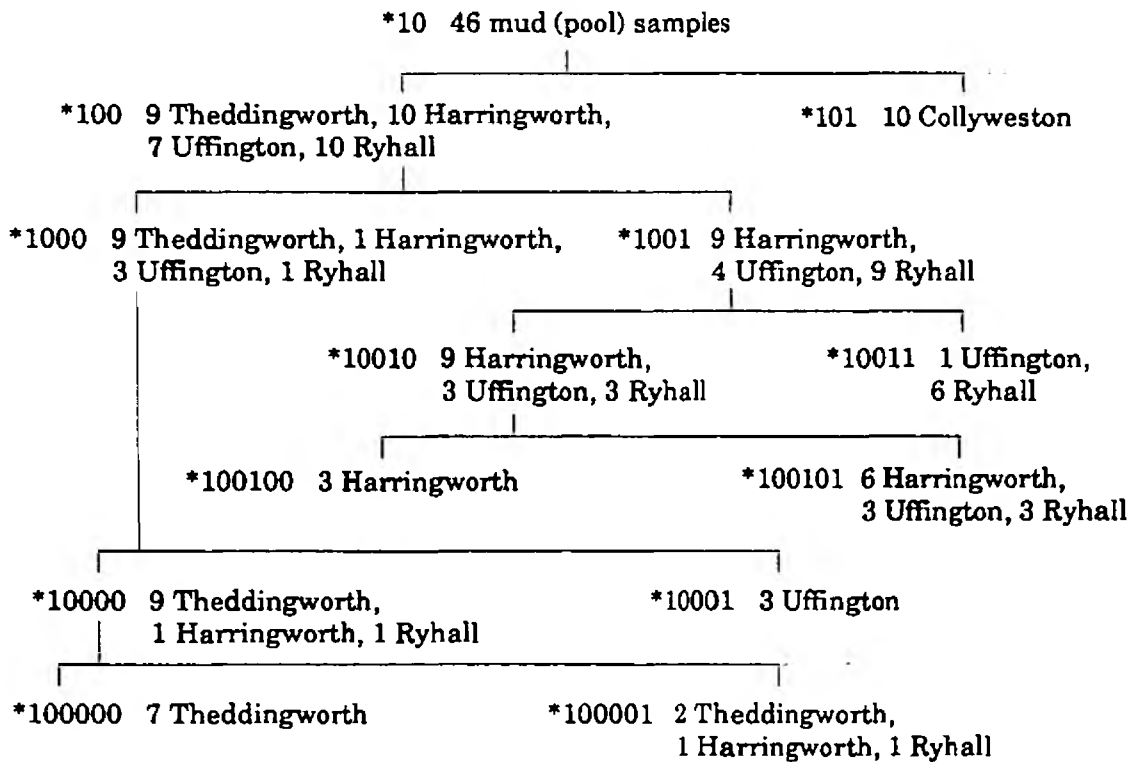 *10 46 mud (pool) samples
*100 9 Theddingworth, 10 Harringworth,
7 Uffington, 10 Ryhall
*101 10 Collyweston
*1000 9 Theddingworth, 1 Harringworth,
3 Uffington, 1 Ryhall
*1001 9 Harringworth,
4 Uffington, 9 Ryhall
*10010 9 Harringworth,
3 Uffington, 3 Ryhall
*10011 1 Uffington,
6 Ryhall
*100100 3 Harringworth
*100101 6 Harringworth,
3 Uffington, 3 Ryhall
*10000 9 Theddingworth,
1 Harringworth, 1 Ryhall
*10001 3 Uffington
*100000 7 Theddingworth
*100001 2 Theddingworth,
1 Harringworth, 1 Ryhall